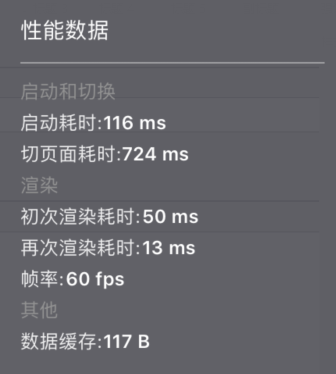 性能数据
启动和切换
启动耗时:116 ms
切页面耗时:724 ms
渲染
初次渲染耗时:50 ms
再次渲染耗时:13 ms
帧率:60 fps
其他
数据缓存:117 B